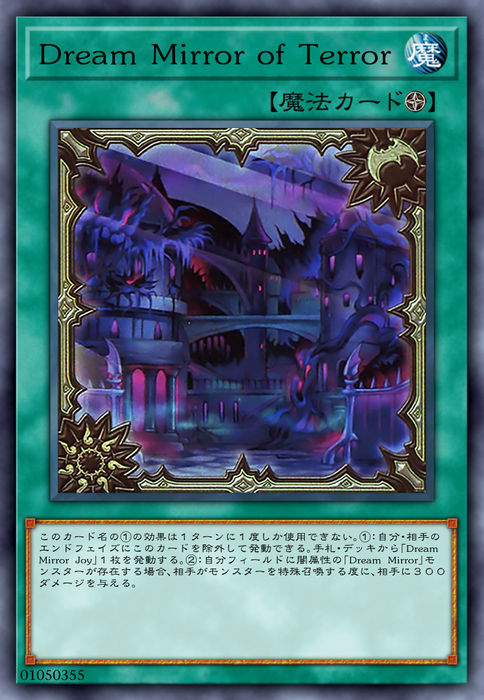 Dream Mirror of Terror 魔
【魔法カード】
このカード名の①の効果は1ターンに1度しか使用できない。①:自分・相手の
エンドフェイズにこのカードを除外して発動できる。手札・デッキから「Dream
Mirror Joy」1枚を発動する。②:自分フィールドに闇属性の「Dream Mirror」モ
ンスターが存在する場合、相手がモンスターを特殊召喚する度に、相手に300
ダメージを与える。
01050355